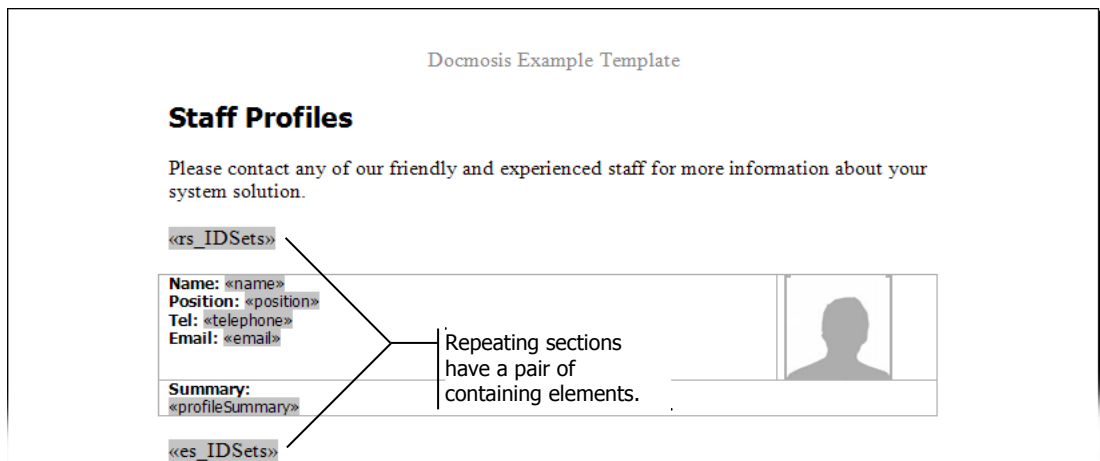 Docmosis Example Template
Staff Profiles
Please contact any of our friendly and experienced staff for more information about your
system solution.
«rs_IDSets»
Name: «name»
Position: «position»
Tel: «telephone»
Email: «email»
Repeating sections
have a pair of
containing elements.
Summary:
«profileSummary»
«es_IDSets»